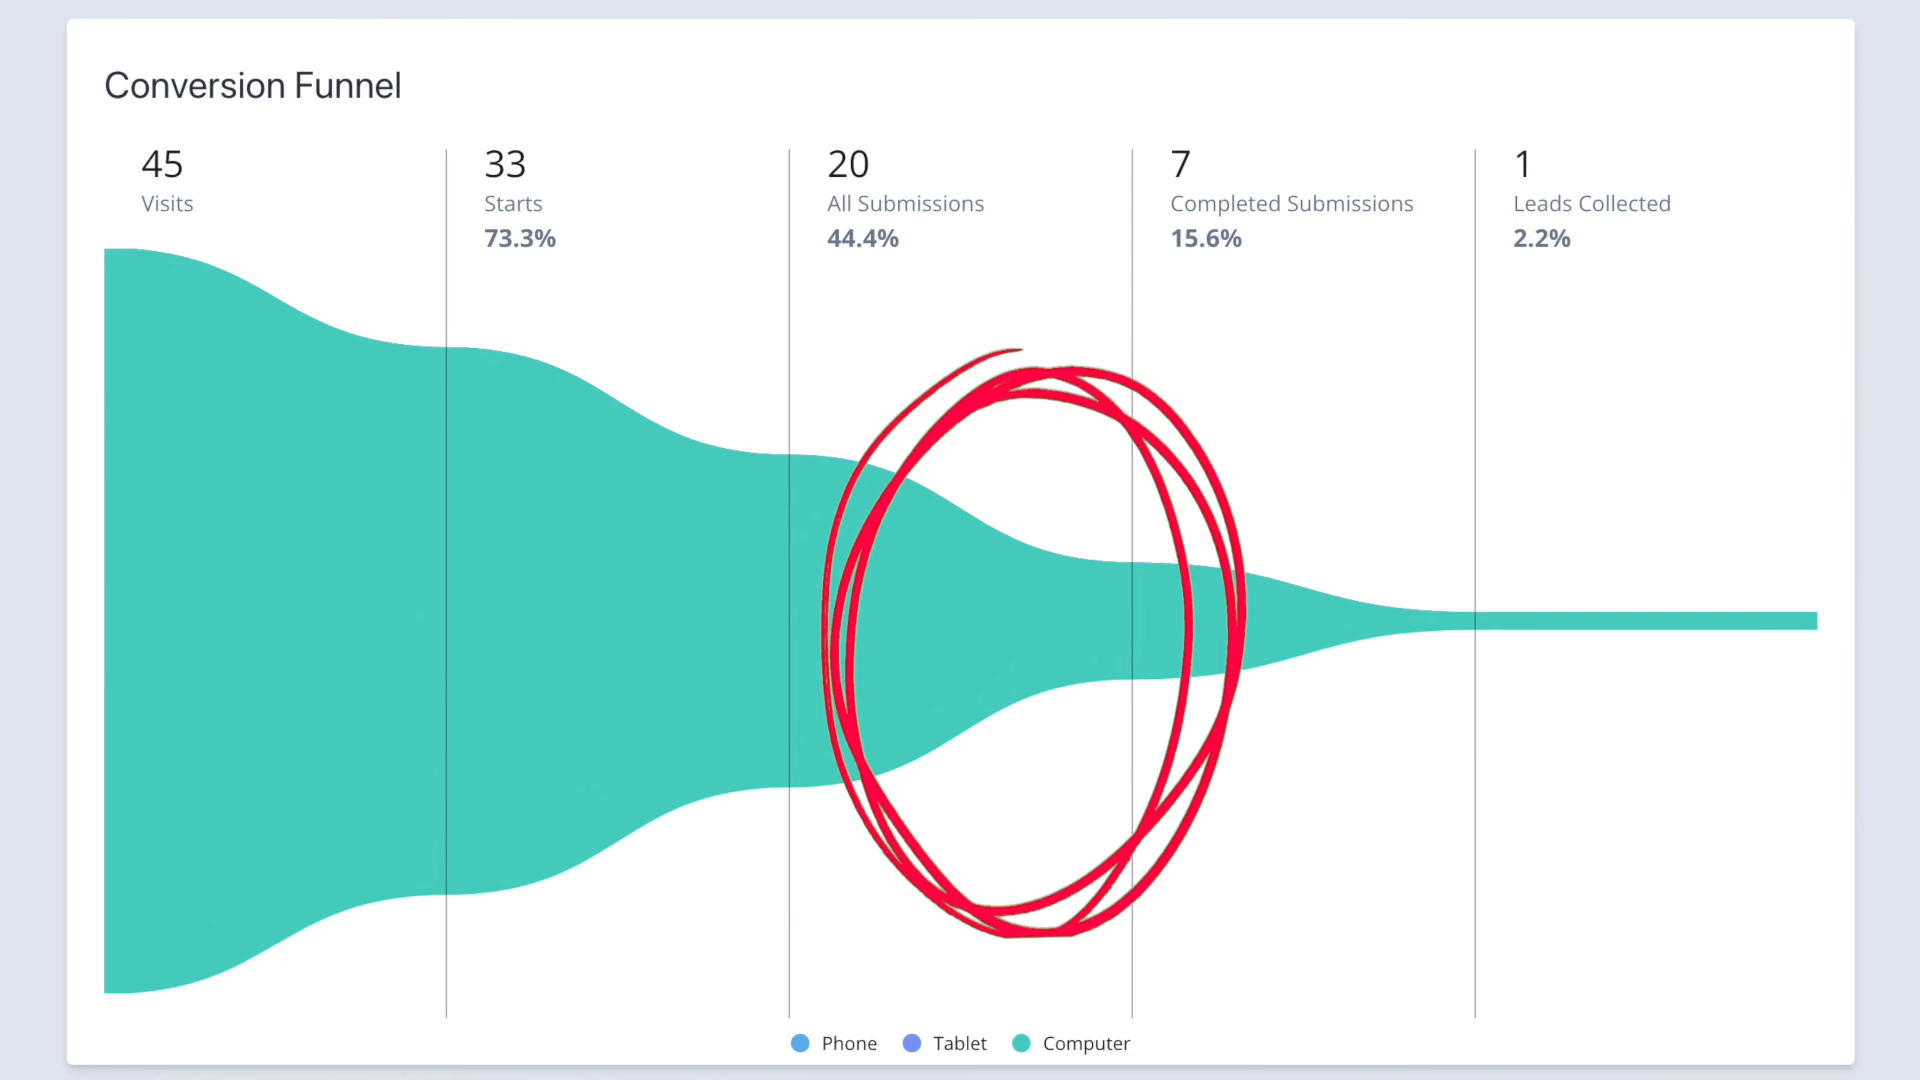 Conversion Funnel
45
Visits
33
Starts
73.3%
20
All Submissions
44.4%
7
Completed Submissions
15.6%
1
Leads Collected
2.2%
Phone
Tablet
Computer